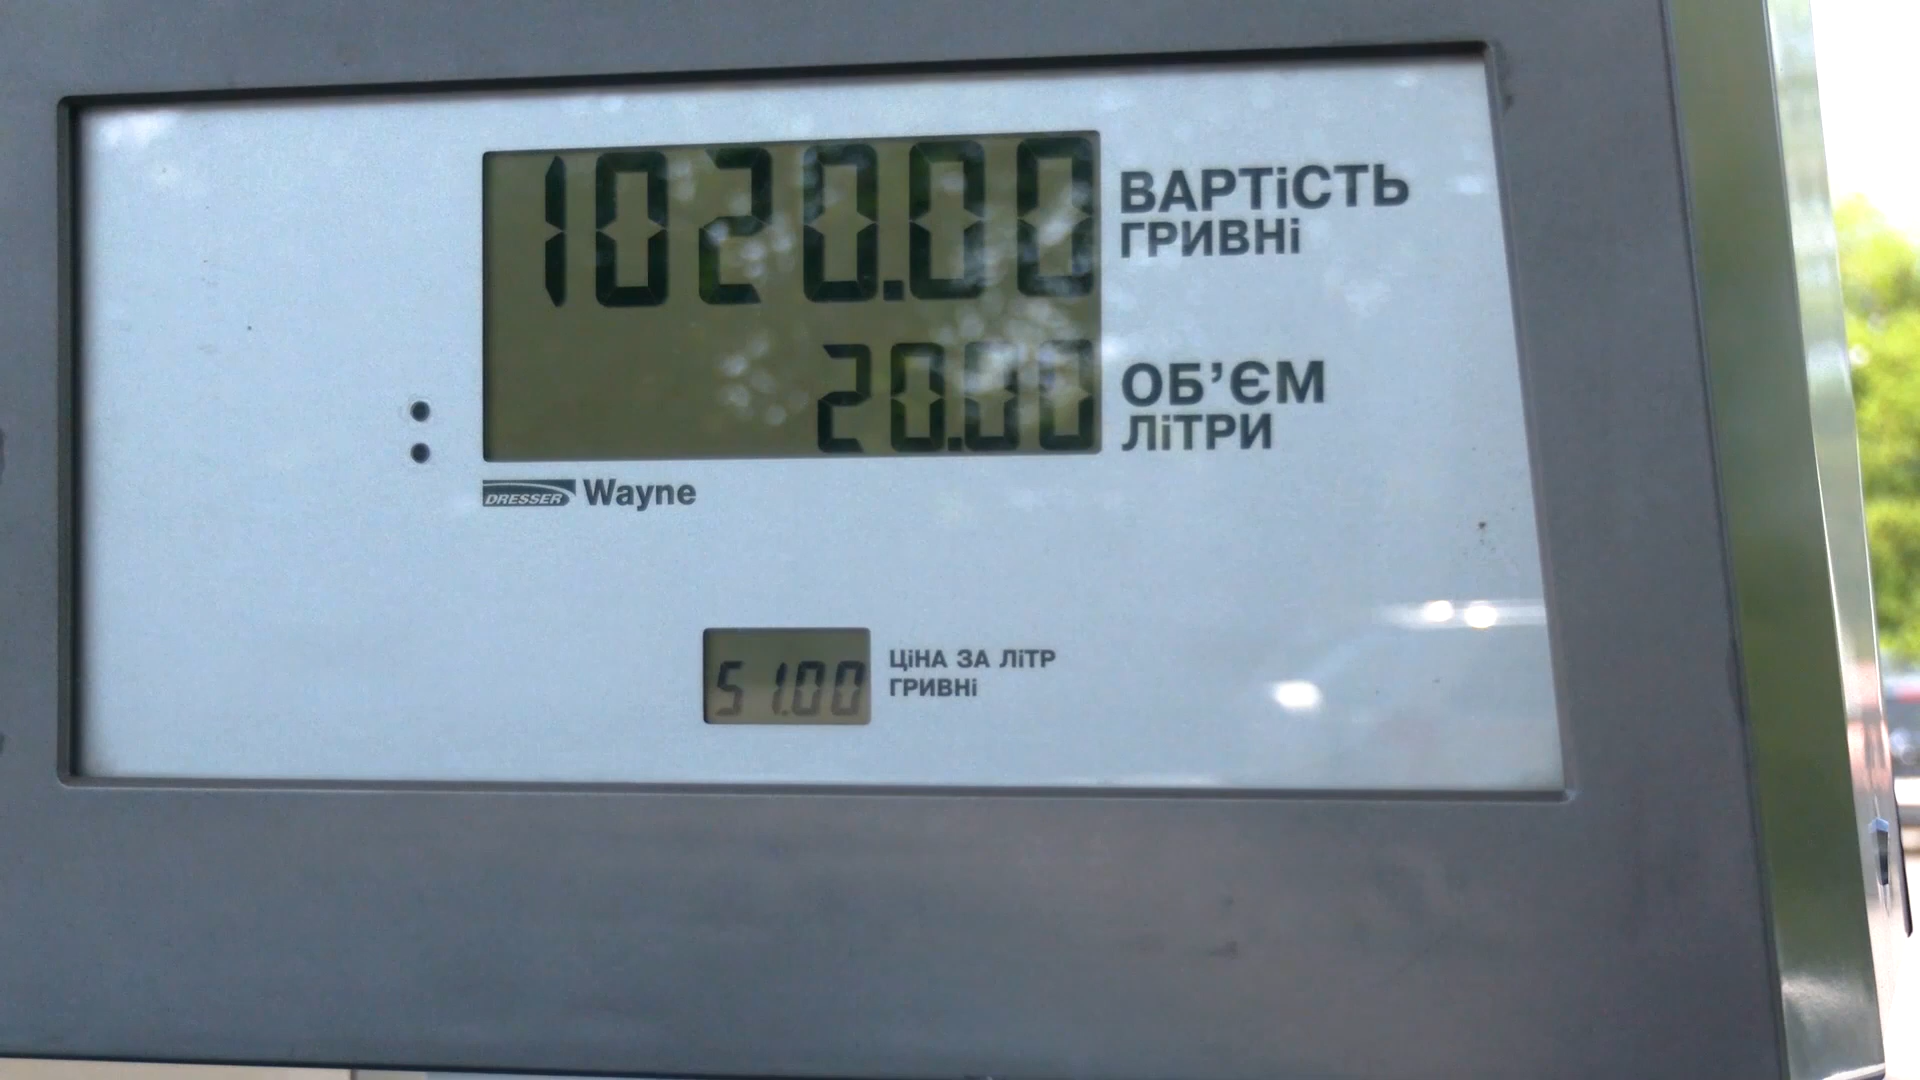 1020.00
ВАРТіСТЬ
ГРИВНі
20.00
ОБ’ЄМ
ЛіТРИ
DRESSER Wayne
51.00
ЦіНА ЗА ЛіТР
ГРИВНі